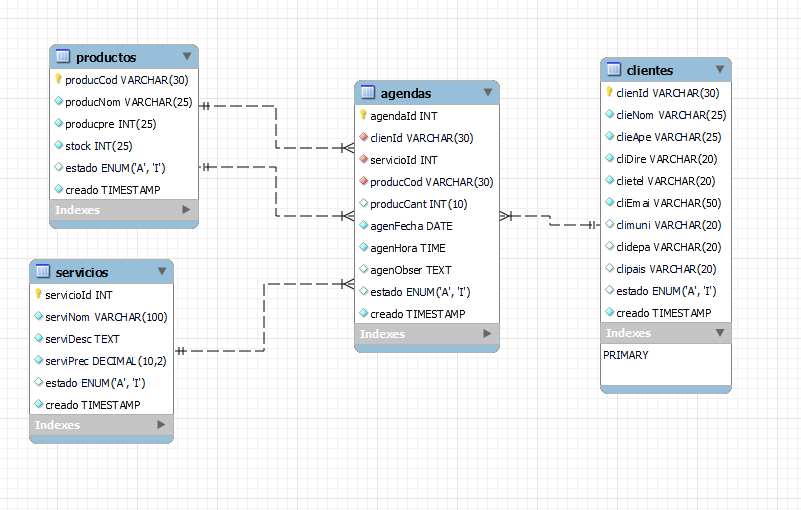 productos
producCod VARCHAR(30)
producNom VARCHAR(25)
producpre INT(25)
stock INT(25)
estado ENUM('A', 'I')
creado TIMESTAMP
Indexes
servicios
servicioId INT
serviNom VARCHAR(100)
serviDesc TEXT
serviPrec DECIMAL(10,2)
estado ENUM('A', 'I')
creado TIMESTAMP
Indexes
agendas
agendaId INT
clienId VARCHAR(30)
servicioId INT
producCod VARCHAR(30)
producCant INT(10)
agenFecha DATE
agenHora TIME
agenObser TEXT
estado ENUM('A', 'I')
creado TIMESTAMP
Indexes
clientes
clienId VARCHAR(30)
clieNom VARCHAR(25)
clieApe VARCHAR(25)
cliDire VARCHAR(20)
clietel VARCHAR(20)
cliEmai VARCHAR(50)
climuni VARCHAR(20)
clidepa VARCHAR(20)
clipais VARCHAR(20)
estado ENUM('A', 'I')
creado TIMESTAMP
Indexes
PRIMARY